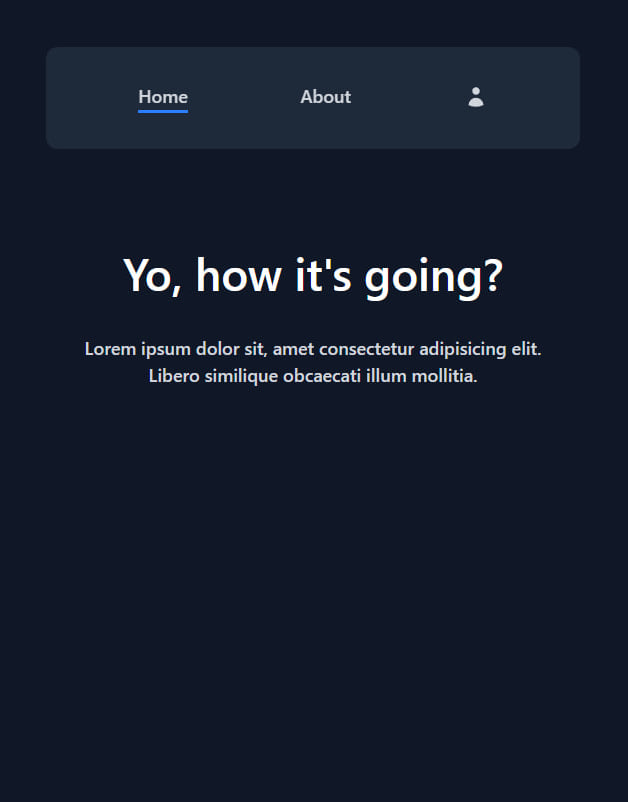 Home
About
Yo, how it's going?
Lorem ipsum dolor sit, amet consectetur adipisicing elit.
Libero similique obcaecati illum mollitia.